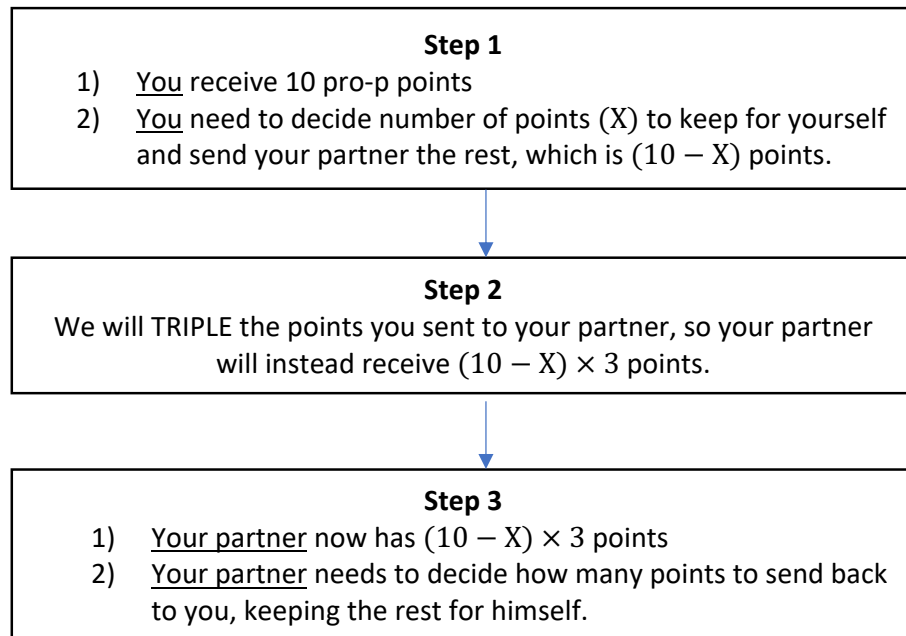 Step 1
1) You receive 10 pro-p points
2) You need to decide number of points (X) to keep for yourself
and send your partner the rest, which is (10 − X) points.
Step 2
We will TRIPLE the points you sent to your partner, so your partner
will instead receive (10 − X) × 3 points.
Step 3
1) Your partner now has (10 − X) × 3 points
2) Your partner needs to decide how many points to send back
to you, keeping the rest for himself.